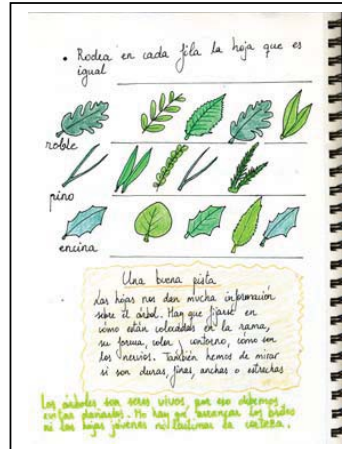 • Rodea en cada fila la hoja que es
igual
roble
pino
encina
Una buena pista
Las hojas nos dan mucha información
sobre el árbol. Hay que fijarse en
cómo están colocadas en la rama,
su forma, color y contorno, cómo son
los nervios. También hemos de mirar
si son duras, finas, anchas o estrechas
Los árboles son seres vivos, por eso debemos
evitar dañarlos. No hay que arrancar los brotes
ni las hojas jóvenes ni lastimar la corteza.